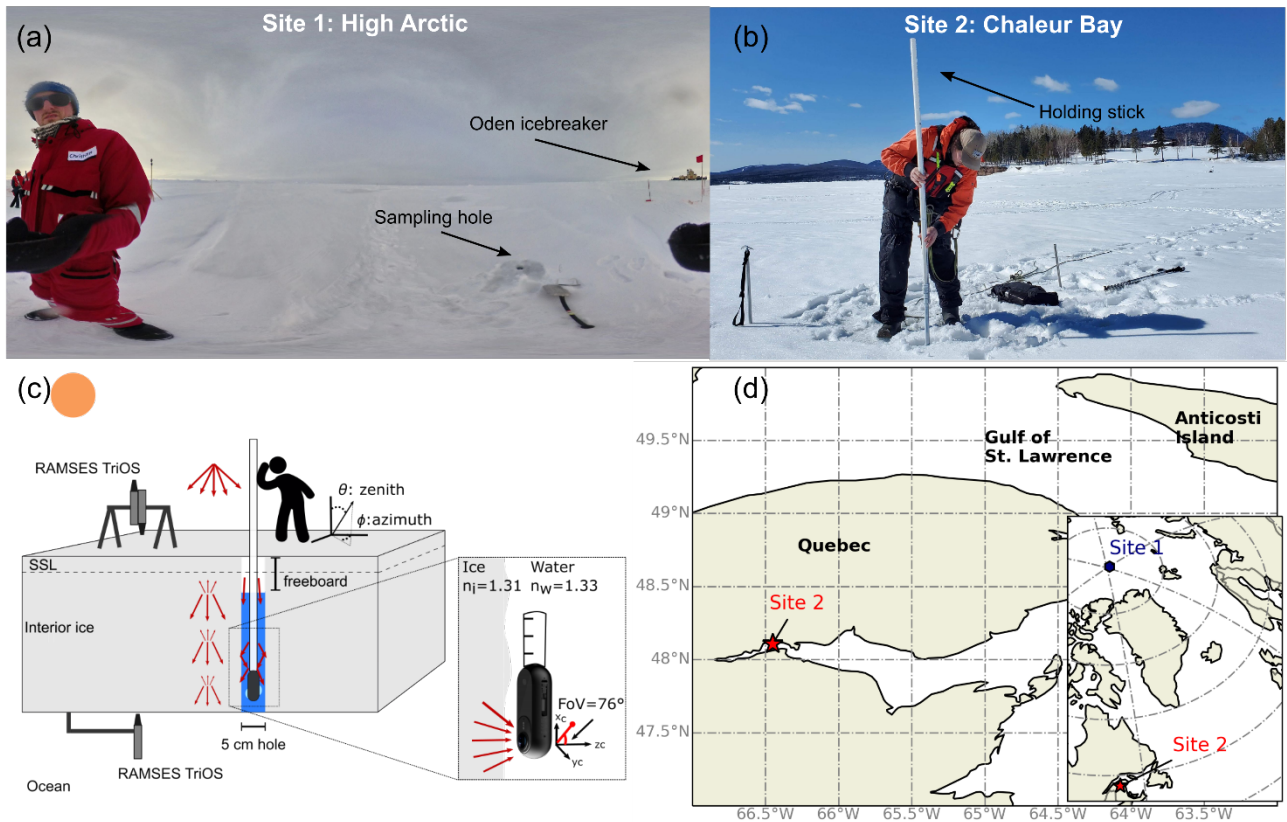 (a)
Site 1: High Arctic
Oden icebreaker
Sampling hole
(b)
Site 2: Chaleur Bay
Holding stick
(c)
RAMSES TriOS
θ: zenith
ϕ:azimuth
SSL
freeboard
Interior ice
5 cm hole
RAMSES TriOS
Ocean
Ice
Water
nᵢ=1.31
n_w=1.33
FoV=76°
xc
zc
yc
(d)
49.5°N
49°N
48.5°N
48°N
47.5°N
Anticosti
Island
Gulf of
St. Lawrence
Quebec
Site 2
Site 1
Site 2
66.5°W
66°W
65.5°W
65°W
64.5°W
64°W
63.5°W